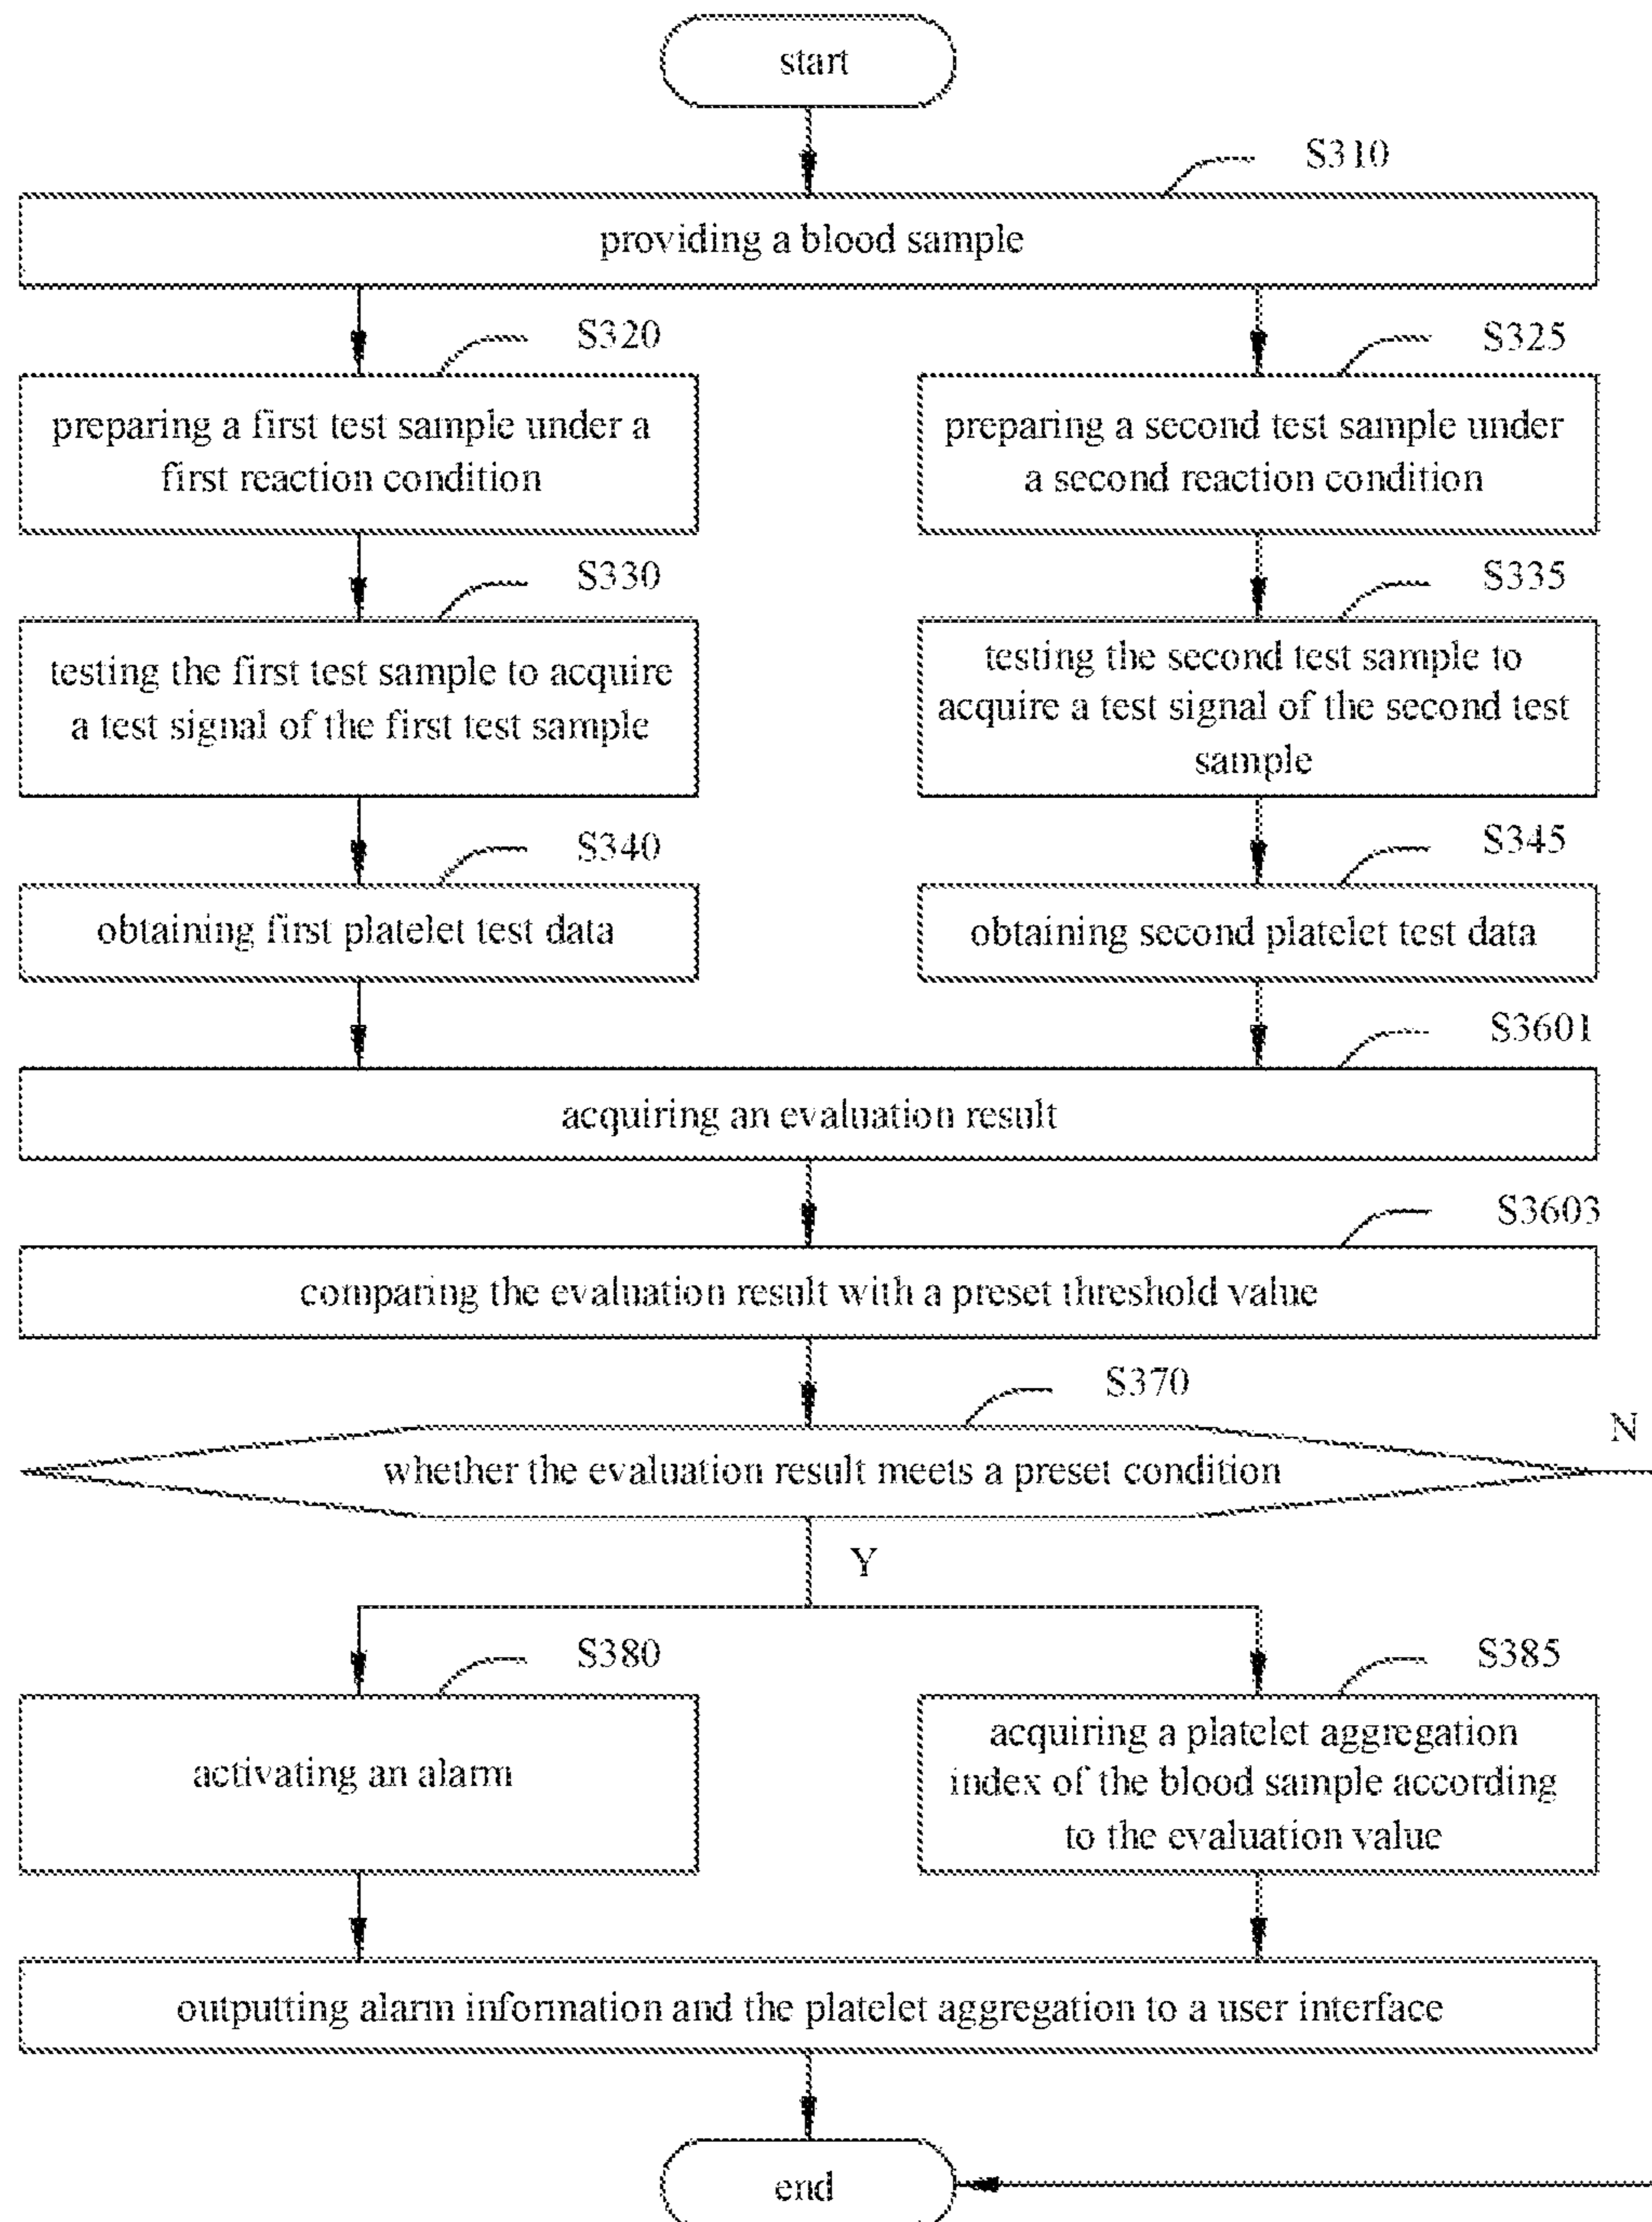 start
S310
providing a blood sample
S320
S325
preparing a first test sample under a
first reaction condition
preparing a second test sample under
a second reaction condition
S330
S335
testing the first test sample to acquire
a test signal of the first test sample
testing the second test sample to
acquire a test signal of the second test
sample
S340
S345
obtaining first platelet test data
obtaining second platelet test data
S3601
acquiring an evaluation result
S3603
comparing the evaluation result with a preset threshold value
S370
N
whether the evaluation result meets a preset condition
Y
S380
S385
activating an alarm
acquiring a platelet aggregation
index of the blood sample according
to the evaluation value
outputting alarm information and the platelet aggregation to a user interface
end